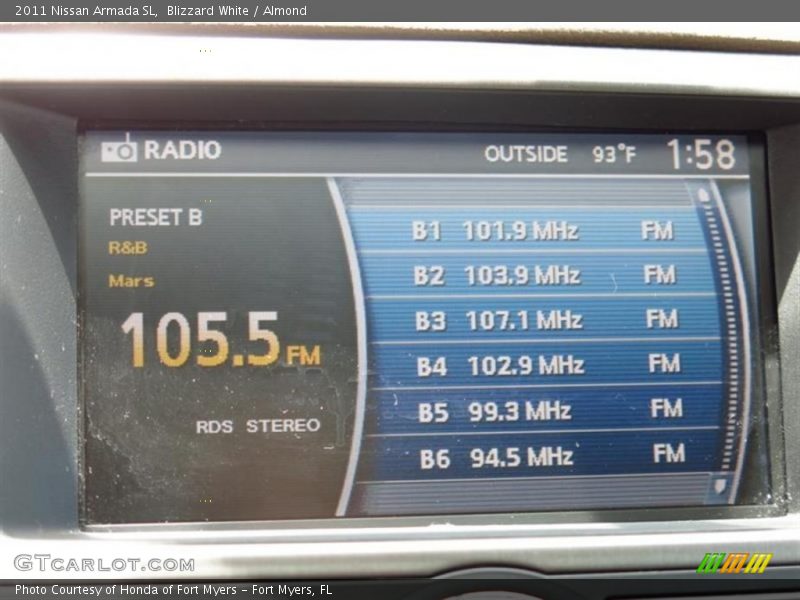 2011 Nissan Armada SL,  Blizzard White / Almond
RADIO OUTSIDE 93°F 1:58
PRESET B
R&B
Mars
105.5 FM
RDS STEREO
B1 101.9 MHz FM
B2 103.9 MHz FM
B3 107.1 MHz FM
B4 102.9 MHz FM
B5 99.3 MHz FM
B6 94.5 MHz FM
GTCARLOT.COM
Photo Courtesy of Honda of Fort Myers – Fort Myers, FL